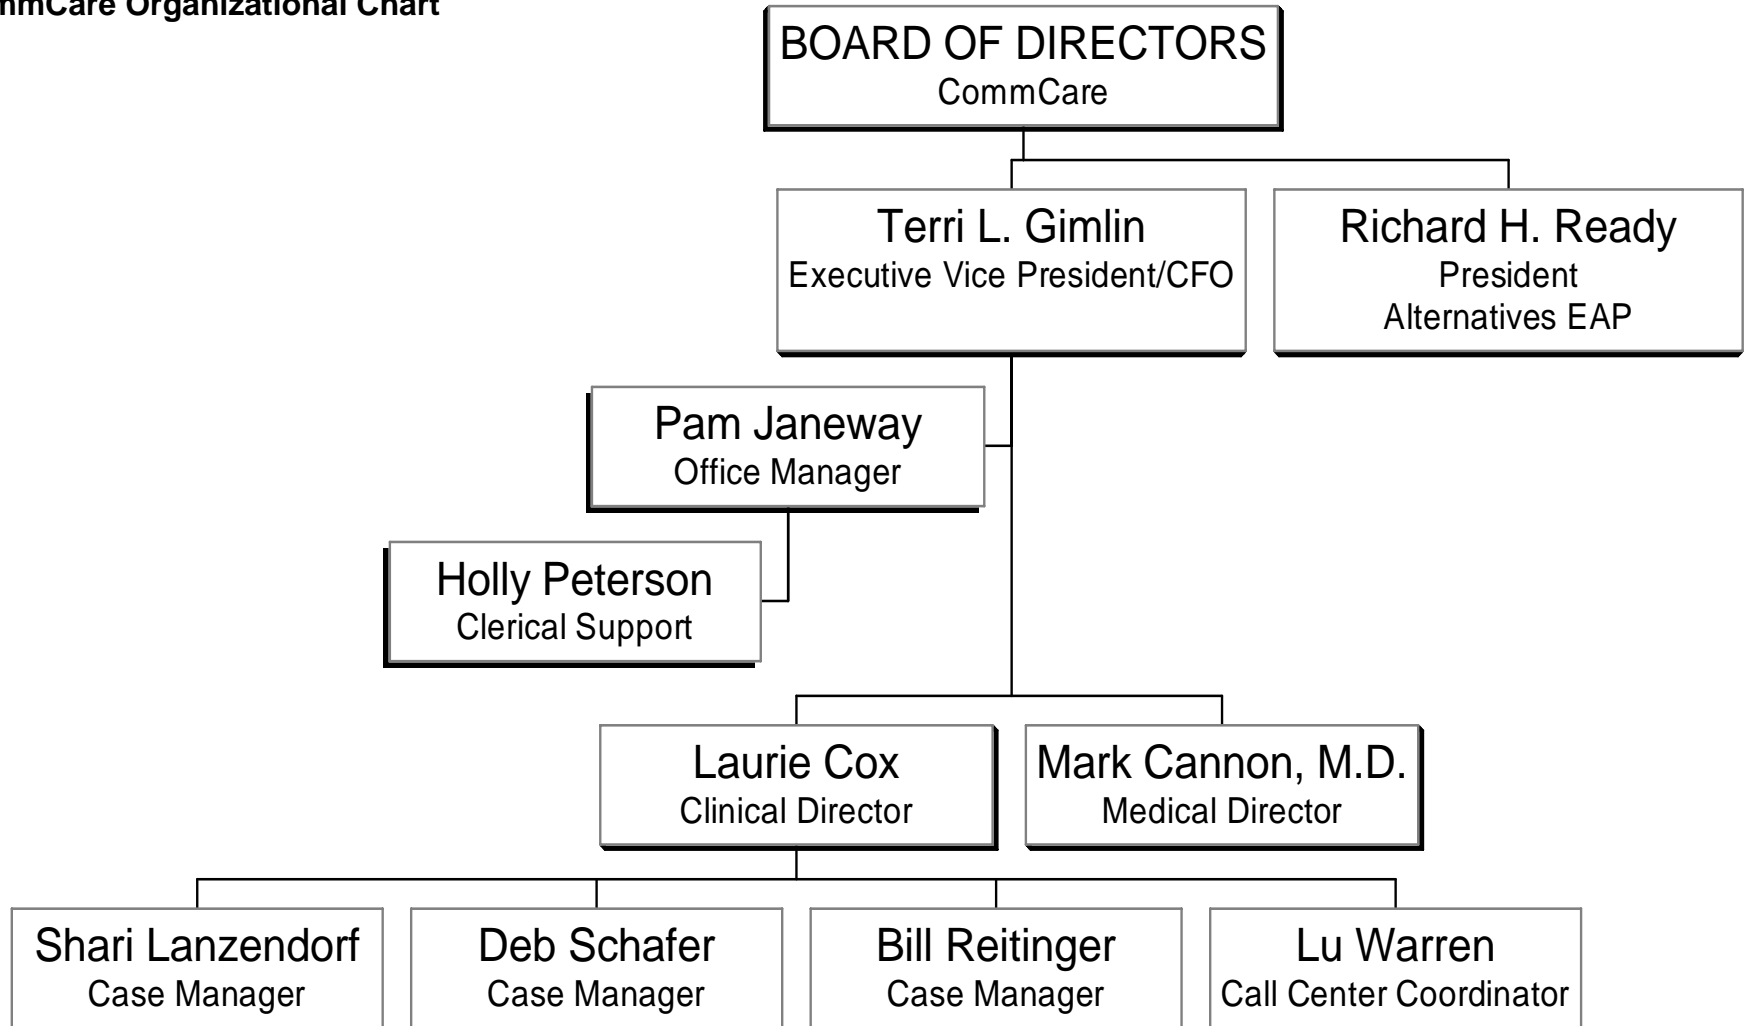 mmCare Organizational Chart
BOARD OF DIRECTORS
CommCare
Terri L. Gimlin
Executive Vice President/CFO
Richard H. Ready
President
Alternatives EAP
Pam Janeway
Office Manager
Holly Peterson
Clerical Support
Laurie Cox
Clinical Director
Mark Cannon, M.D.
Medical Director
Shari Lanzendorf
Case Manager
Deb Schafer
Case Manager
Bill Reitinger
Case Manager
Lu Warren
Call Center Coordinator